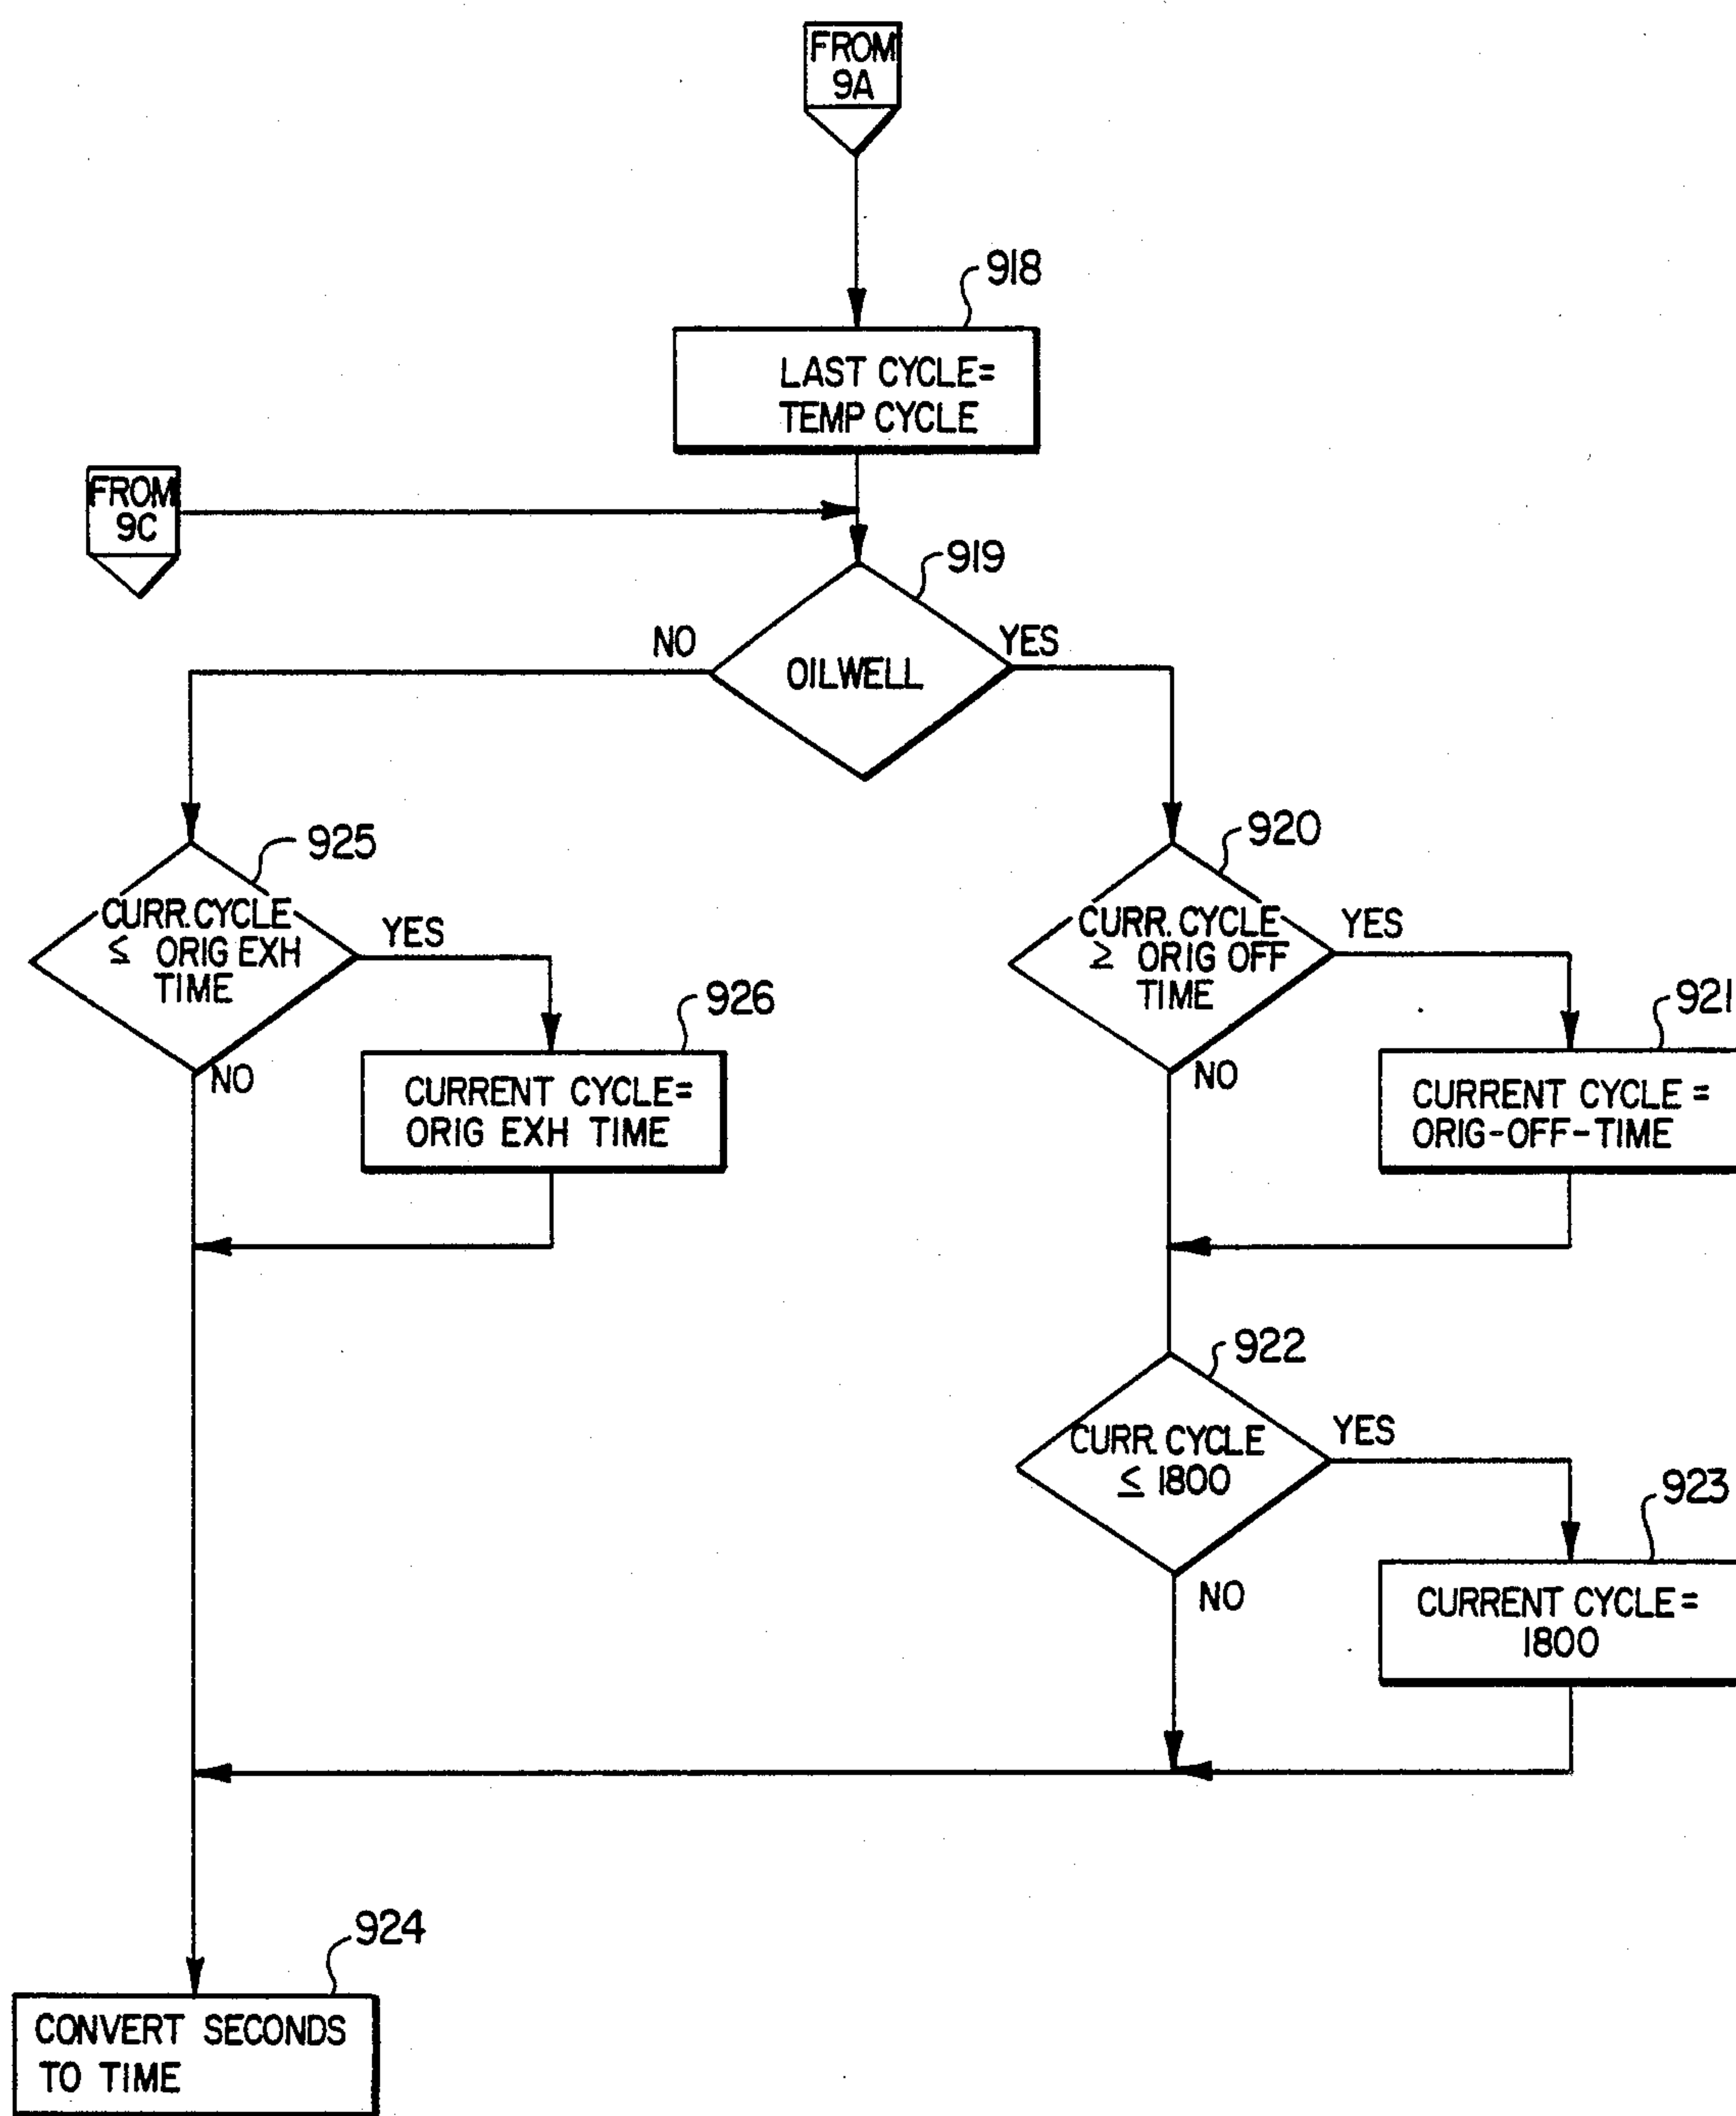 FROM
9A
918
LAST CYCLE=
TEMP CYCLE
FROM
9C
919
NO
YES
OILWELL
925
CURR.CYCLE
≤ ORIG EXH
TIME
YES
NO
926
CURRENT CYCLE=
ORIG EXH TIME
920
CURR. CYCLE
≥ ORIG OFF
TIME
YES
NO
921
CURRENT CYCLE =
ORIG-OFF-TIME
922
CURR. CYCLE
≤ 1800
YES
NO
923
CURRENT CYCLE =
1800
924
CONVERT SECONDS
TO TIME